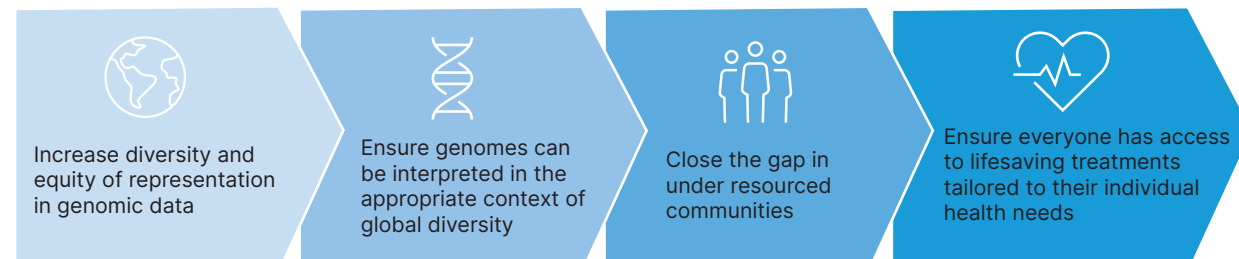 Increase diversity and
equity of representation
in genomic data
Ensure genomes can
be interpreted in the
appropriate context of
global diversity
Close the gap in
under resourced
communities
Ensure everyone has access
to lifesaving treatments
tailored to their individual
health needs